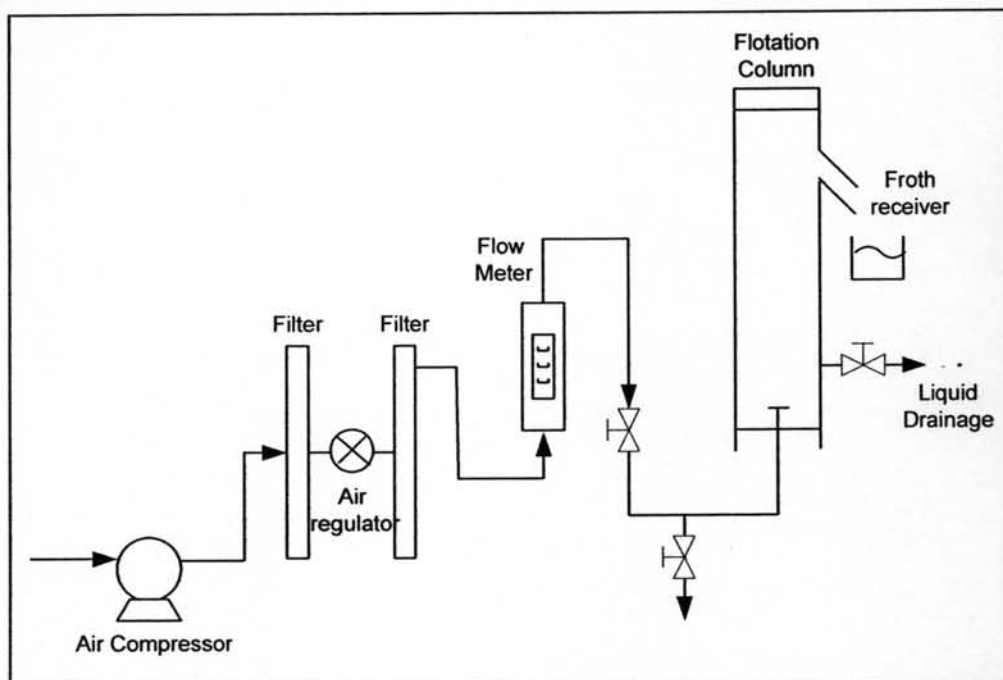 Flotation
Column
Froth
receiver
Flow
Meter
Filter
Filter
Liquid
Drainage
Air
regulator
Air Compressor